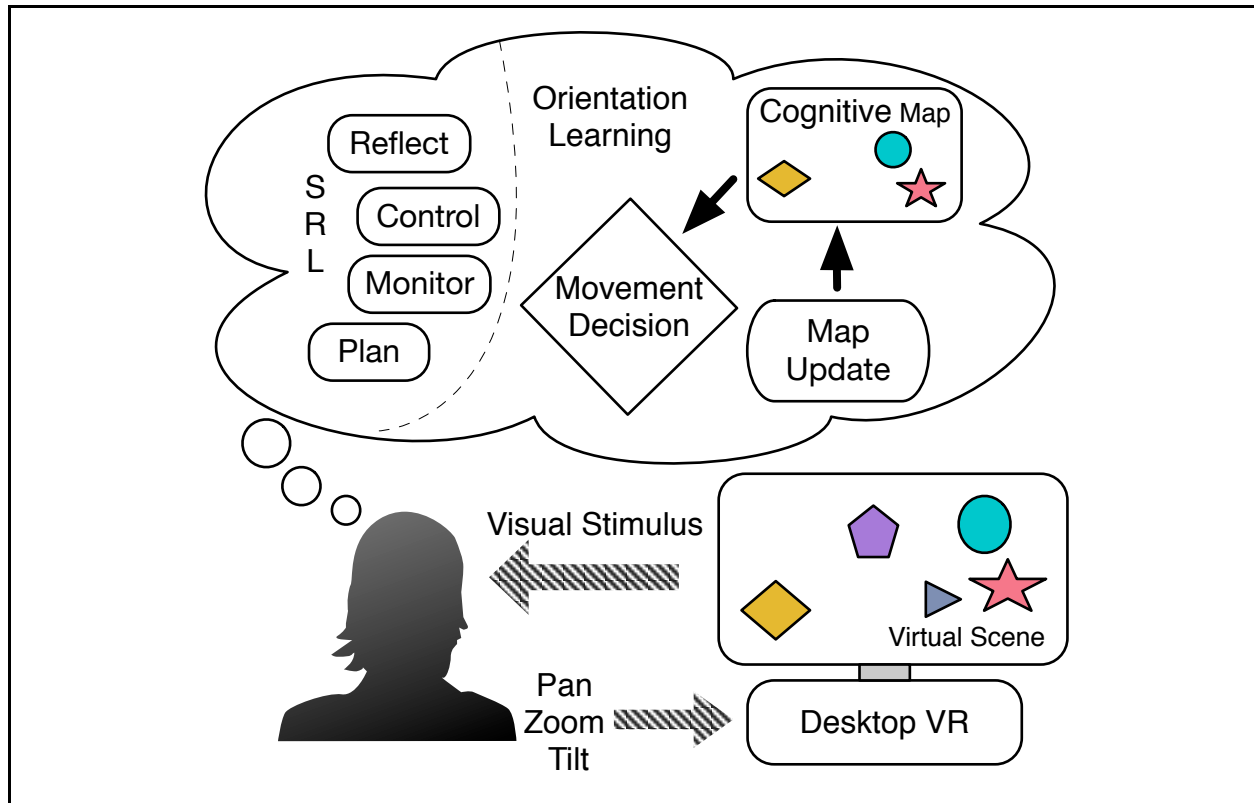 Orientation
Learning
Cognitive Map
Reflect
S
R
L
Control
Monitor
Plan
Movement
Decision
Map
Update
Visual Stimulus
Virtual Scene
Pan
Zoom
Tilt
Desktop VR